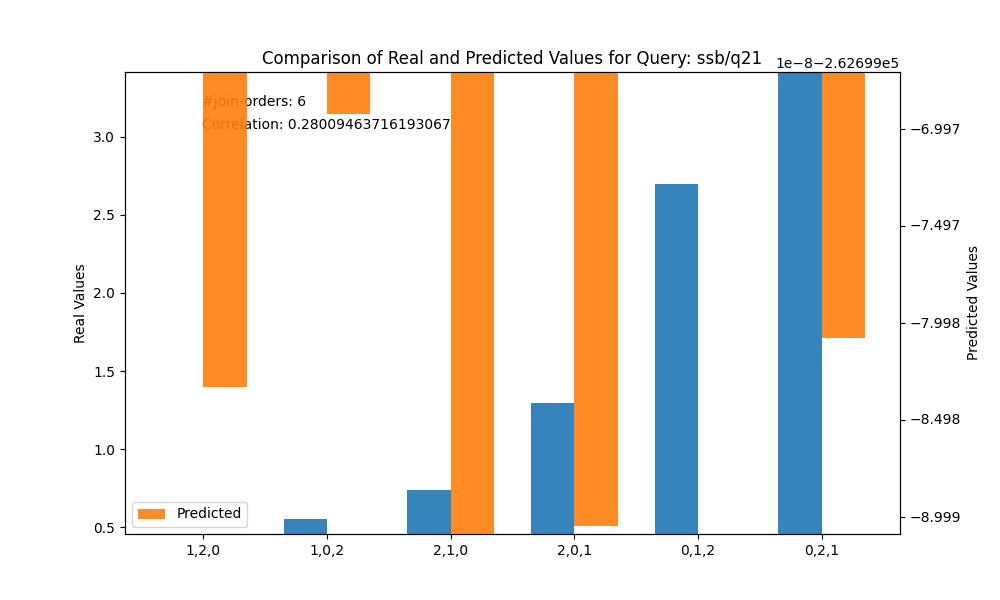 Comparison of Real and Predicted Values for Query: ssb/q21
1e−8−2.62699e5
#join-orders: 6
Correlation: 0.28009463716193067
3.0
2.5
2.0
1.5
1.0
0.5
Real Values
−6.997
−7.497
−7.998
−8.498
−8.999
Predicted Values
Predicted
1,2,0
1,0,2
2,1,0
2,0,1
0,1,2
0,2,1